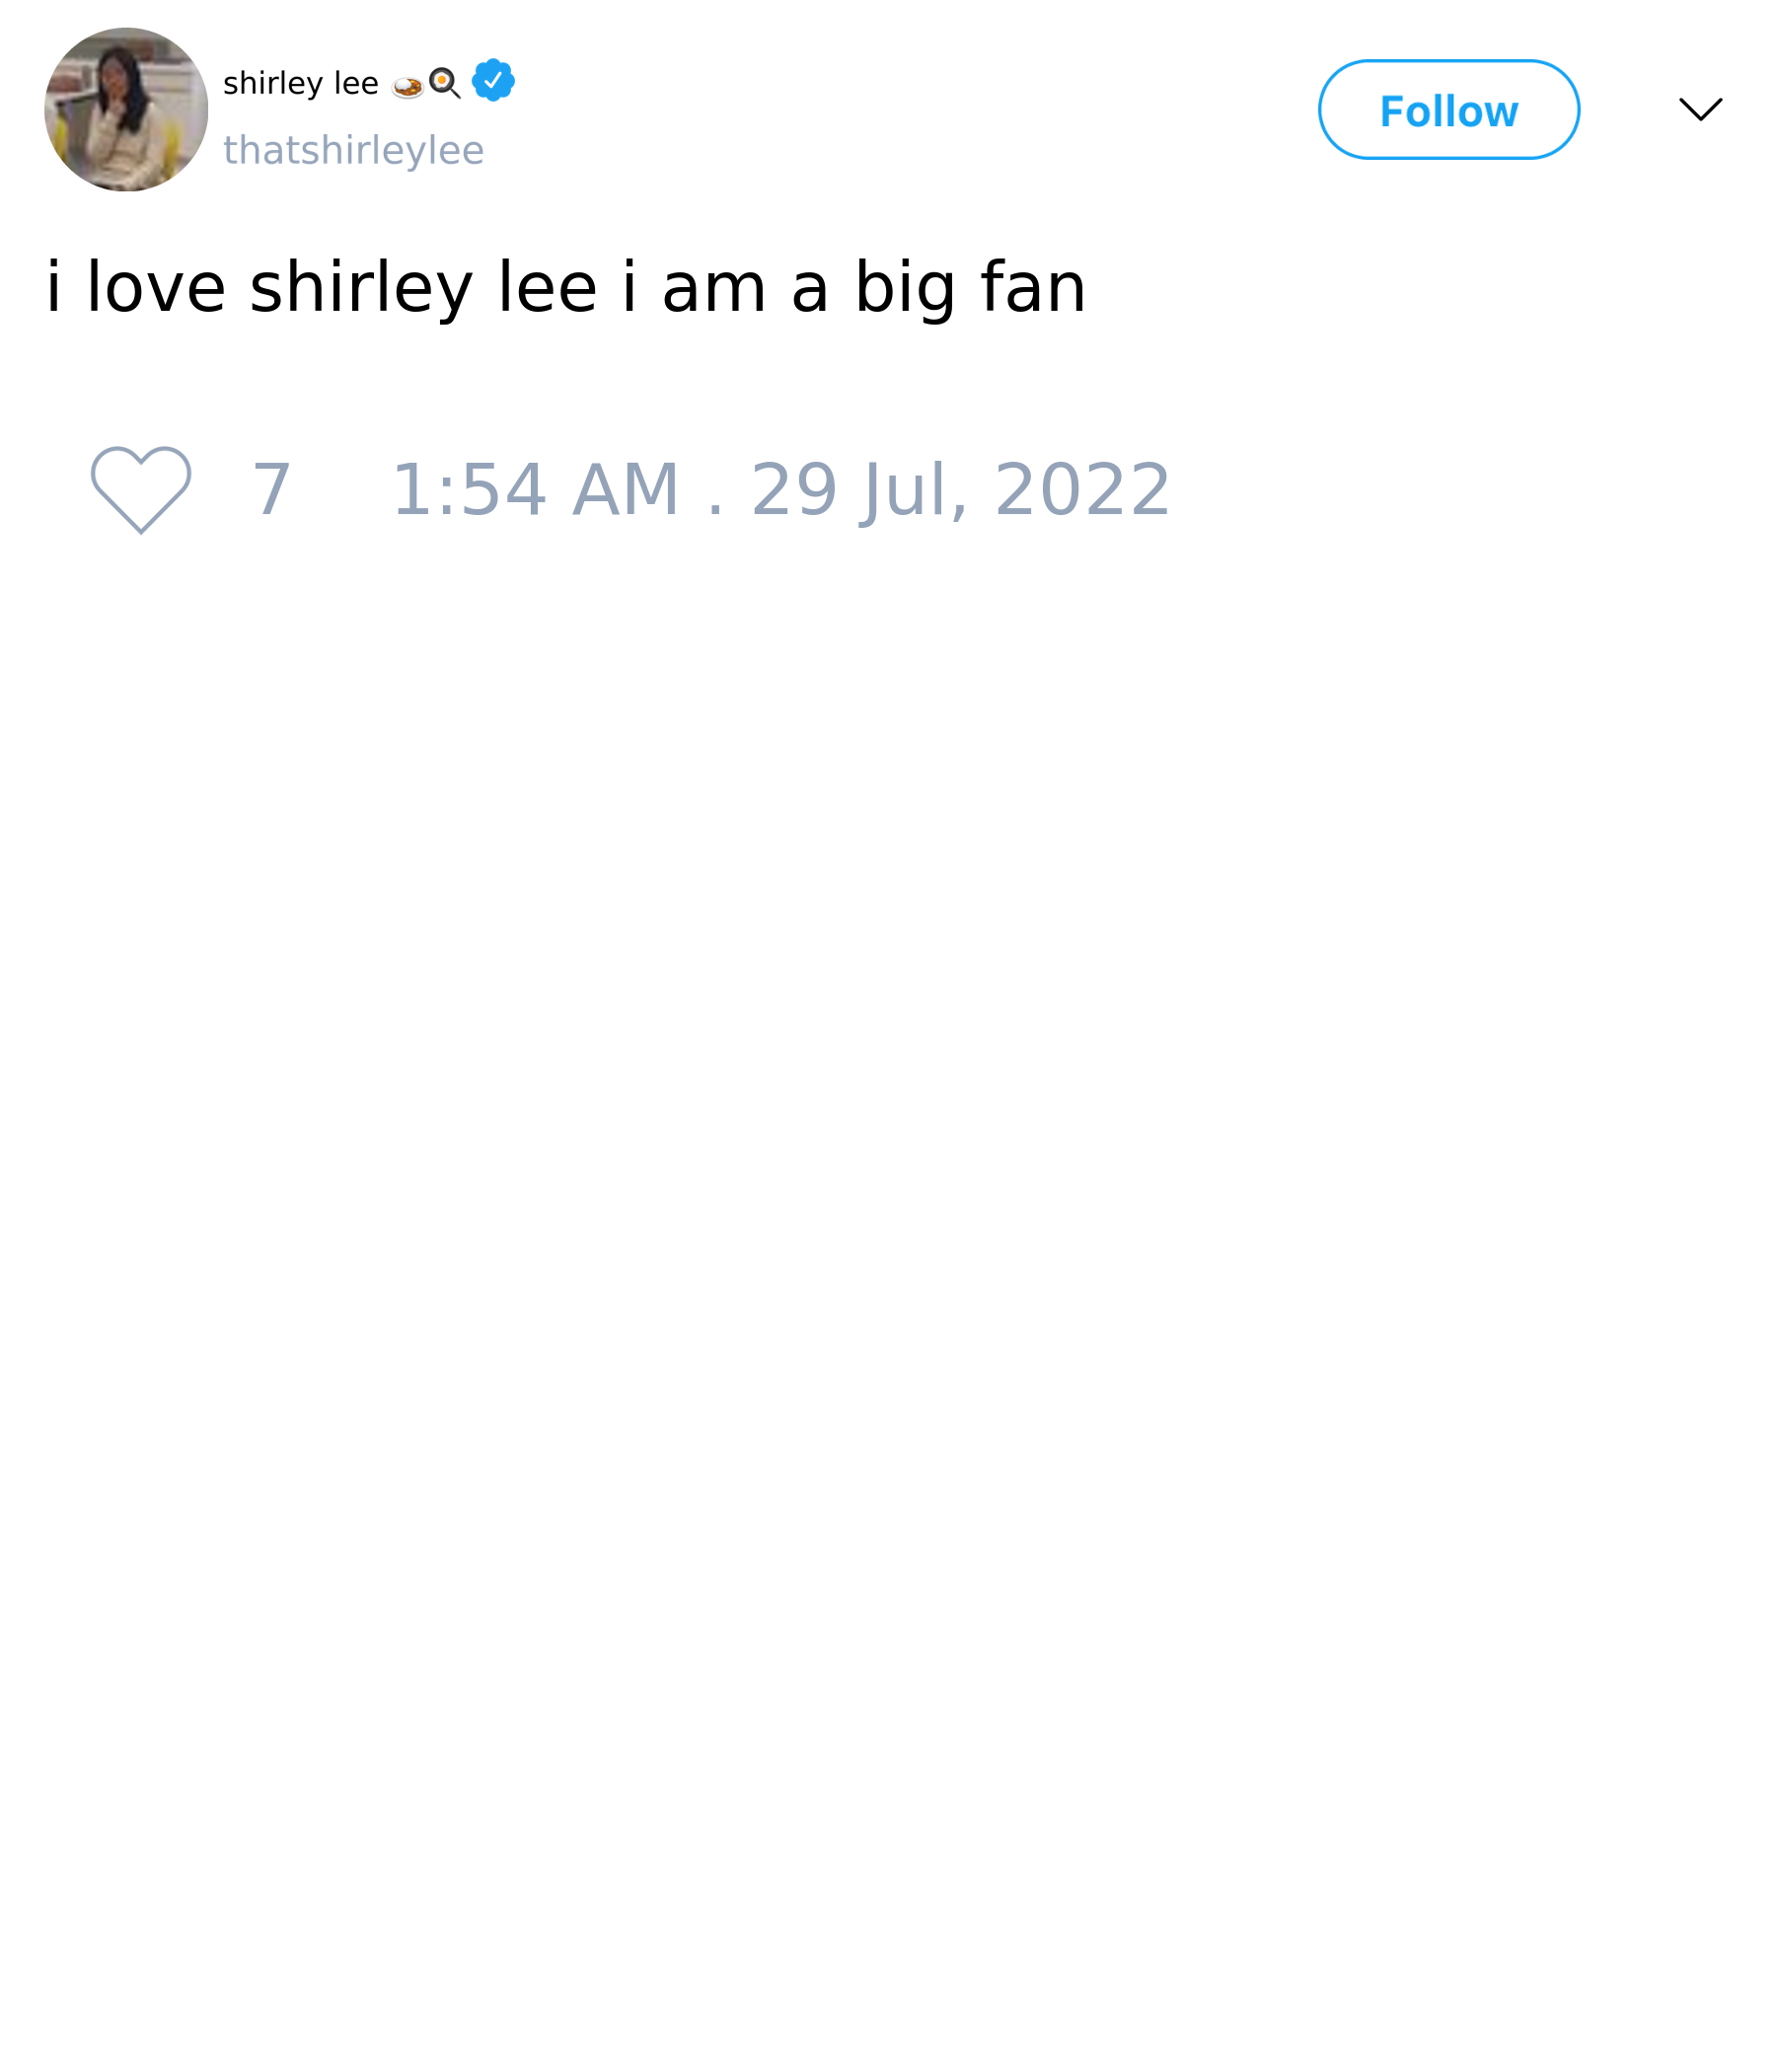 shirley lee 🍛🍳
Follow
thatshirleylee
i love shirley lee i am a big fan
7 1:54 AM . 29 Jul, 2022